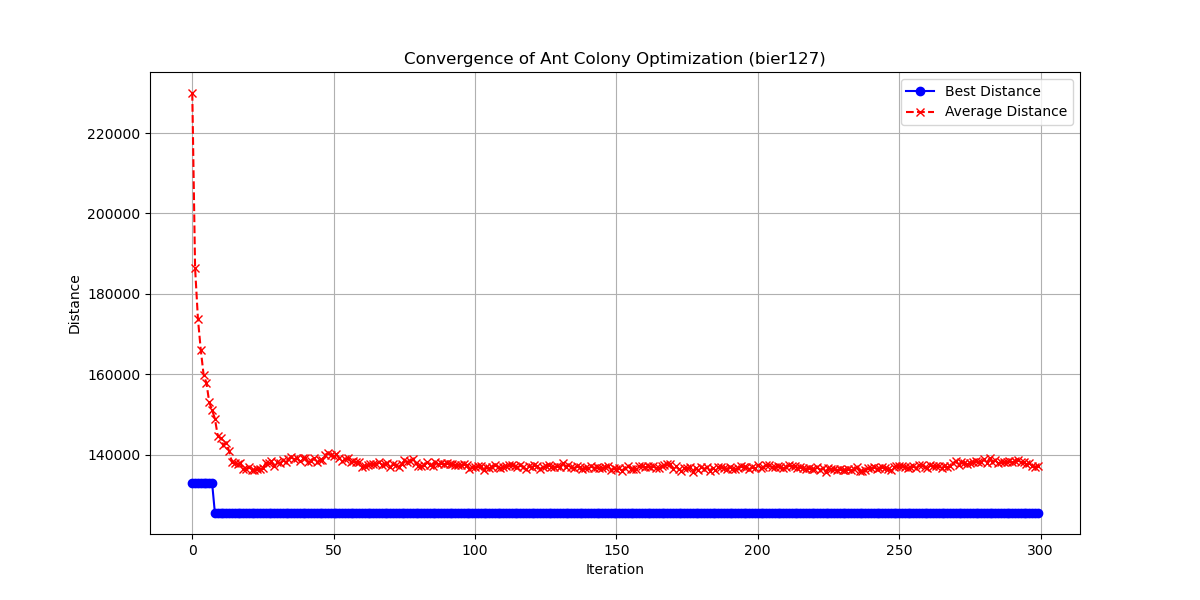 Convergence of Ant Colony Optimization (bier127)
Best Distance
Average Distance
Distance
220000
200000
180000
160000
140000
0 50 100 150 200 250 300
Iteration